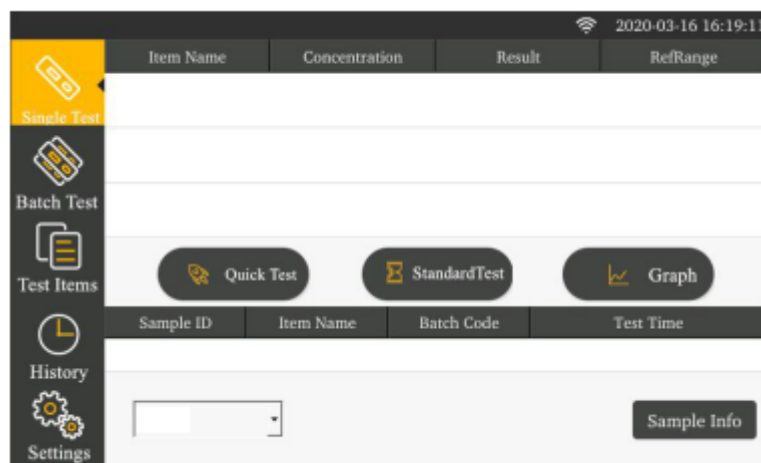 2020-03-16 16:19:11
Item Name Concentration Result RefRange
Single Test
Batch Test
Test Items
Quick Test StandardTest Graph
Sample ID Item Name Batch Code Test Time
History
Sample Info
Settings